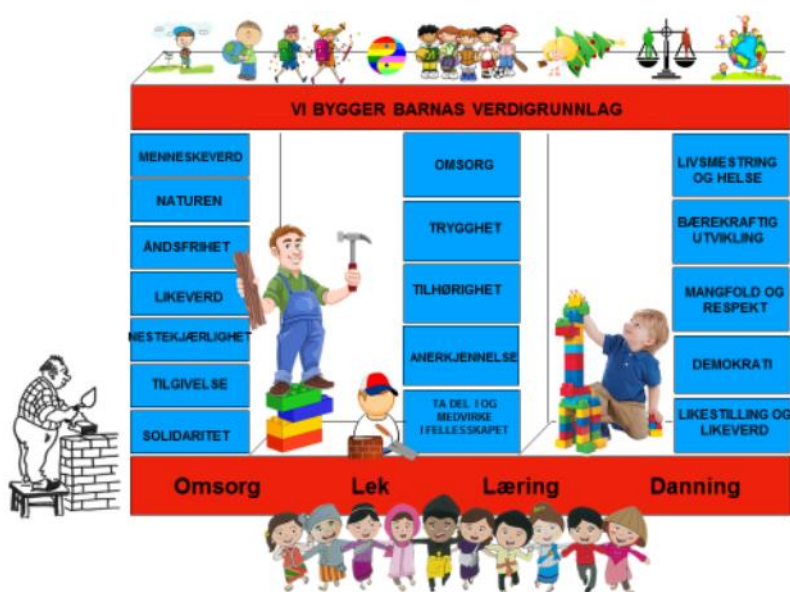 VI BYGGER BARNAS VERDIGRUNNLAG
MENNESKEVERD
NATUREN
ÅNDSFRIHET
LIKEVERD
NESTEKJÆRLIGHET
TILGIVELSE
SOLIDARITET
OMSORG
TRYGGHET
TILHØRIGHET
ANERKJENNELSE
TA DEL I OG
MEDVIRKE
I FELLESSKAPET
LIVSMESTRING
OG HELSE
BÆREKRAFTIG
UTVIKLING
MANGFOLD OG
RESPEKT
DEMOKRATI
LIKESTILLING OG
LIKEVERD
Omsorg Lek Læring Danning